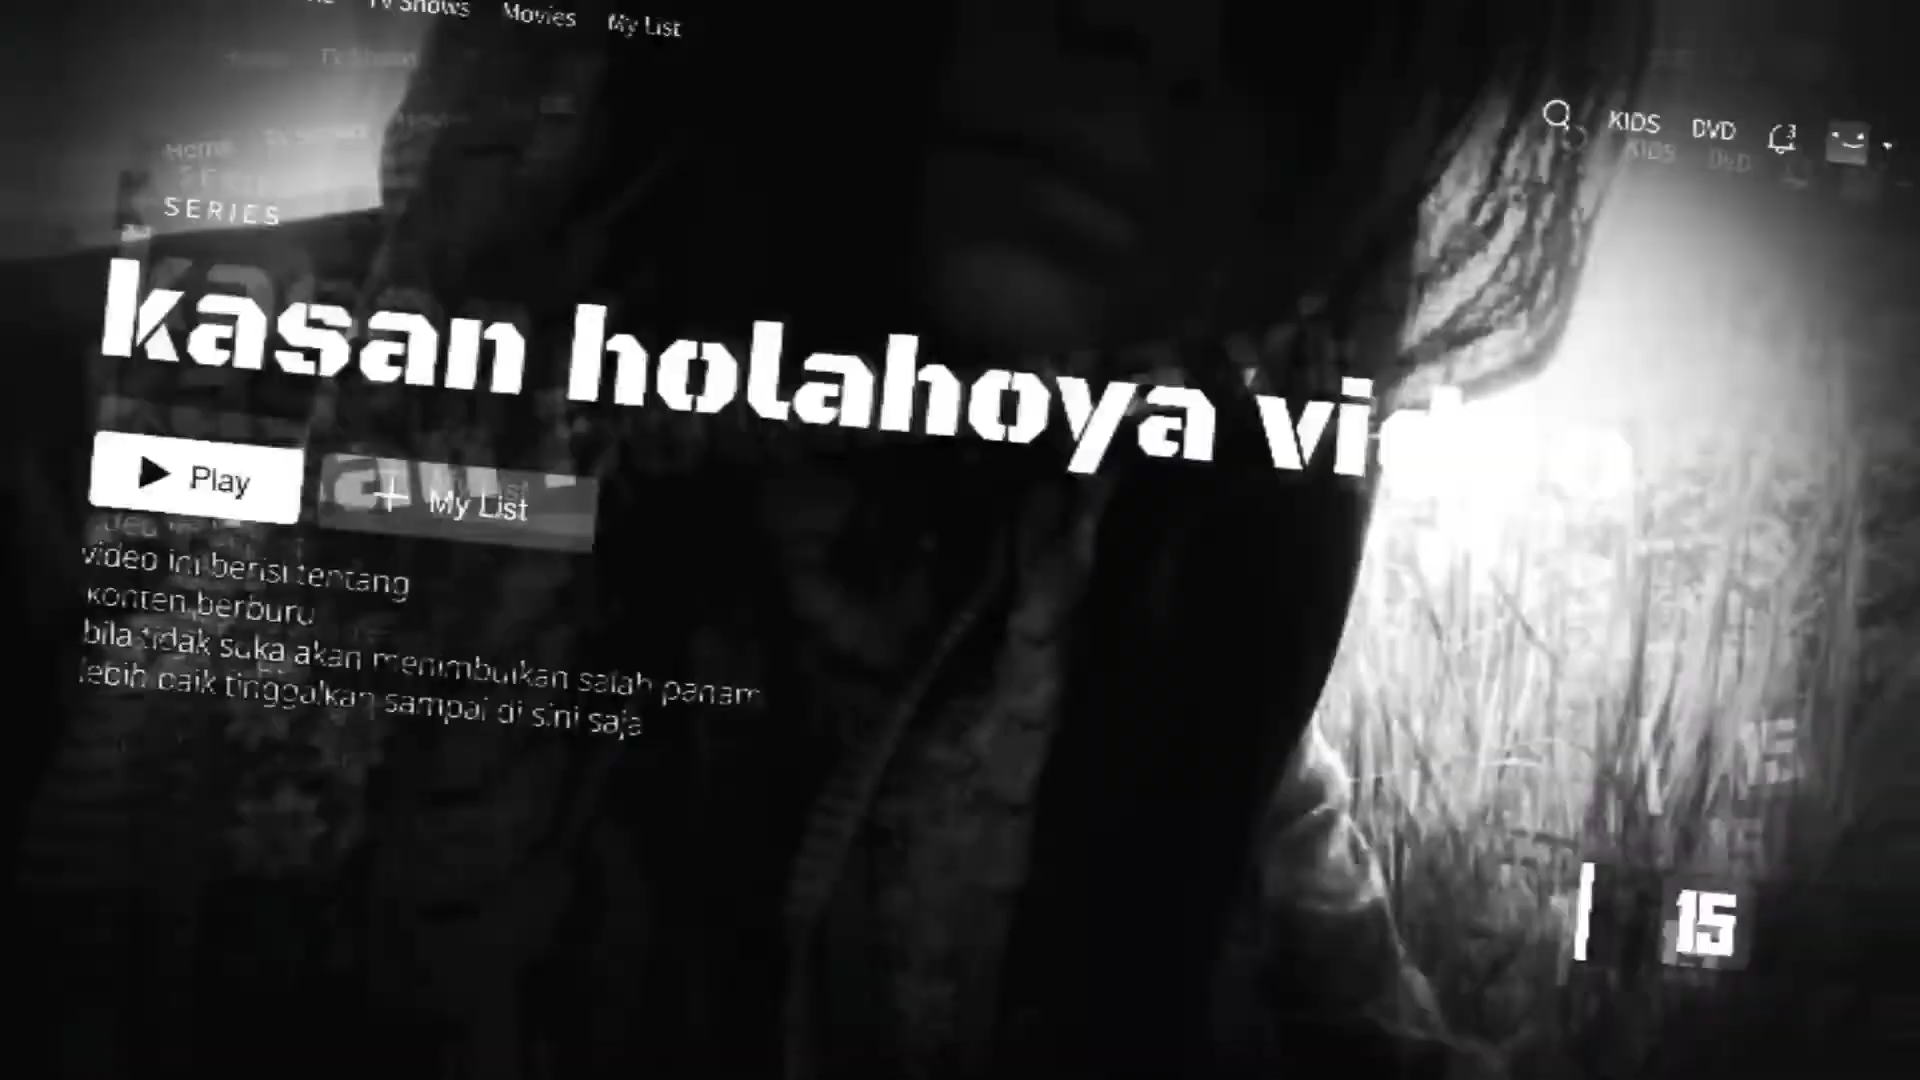 TV Shows Movies My List
KIDS DVD 3
SERIES
kasan holahoya
Play
My List
video ini berisi tentang
konten berburu
bila tidak suka akan menimbulkan salah paham
lebih baik tinggalkan sampai di sini saja
15